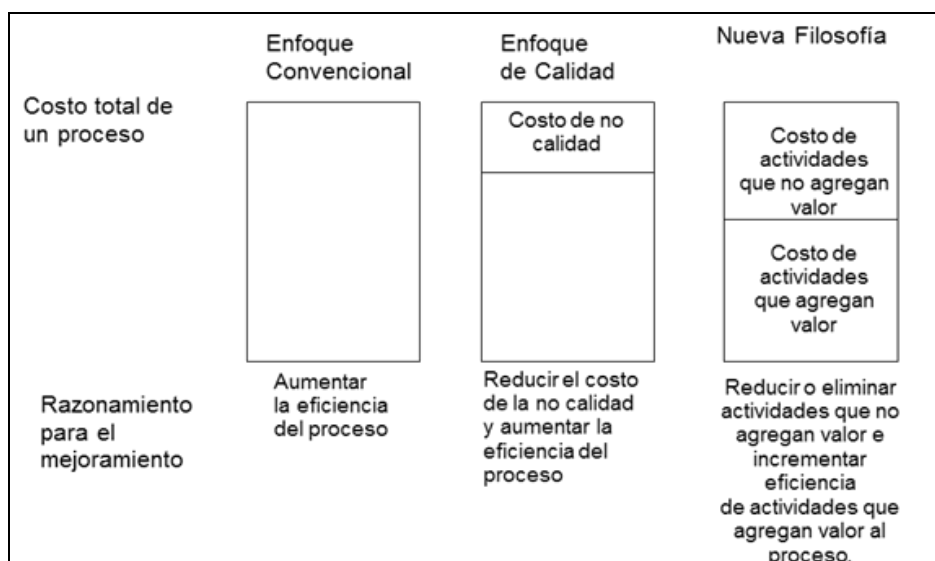 Enfoque
Convencional
Enfoque
de Calidad
Nueva Filosofía
Costo total de
un proceso
Costo de no
calidad
Costo de
actividades
que no agregan
valor
Costo de
actividades
que agregan
valor
Razonamiento
para el
mejoramiento
Aumentar
la eficiencia
del proceso
Reducir el costo
de la no calidad
y aumentar la
eficiencia del
proceso
Reducir o eliminar
actividades que no
agregan valor e
incrementar
eficiencia
de actividades que
agregan valor al
proceso.